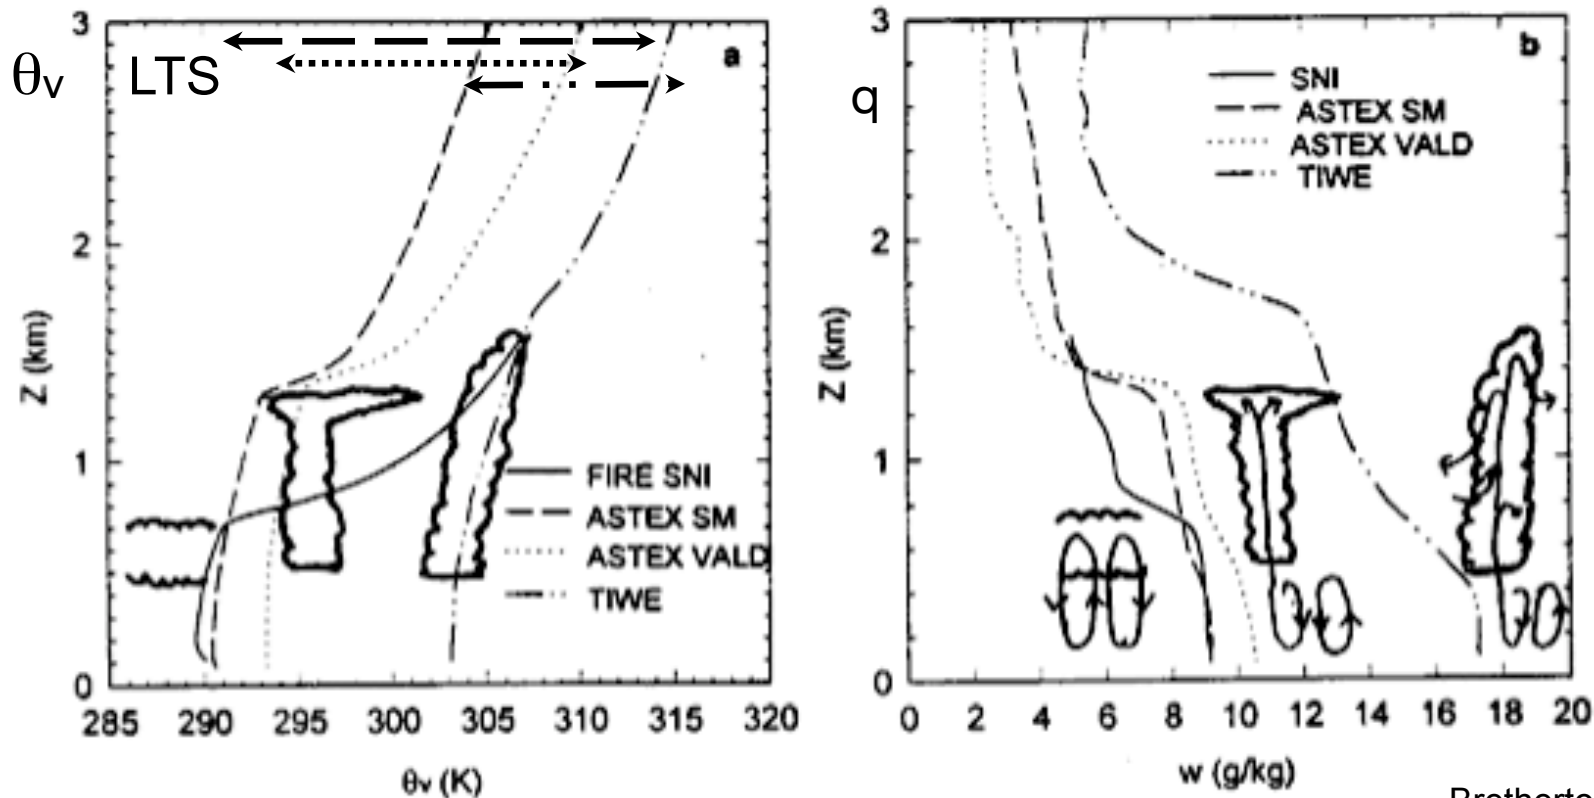 θv LTS
a
3
2
1
0
Z (km)
FIRE SNI
ASTEX SM
ASTEX VALD
TIWE
285 290 295 300 305 310 315 320
θv (K)
q
b
3
2
1
0
Z (km)
SNI
ASTEX SM
ASTEX VALD
TIWE
0 2 4 6 8 10 12 14 16 18 20
w (g/kg)